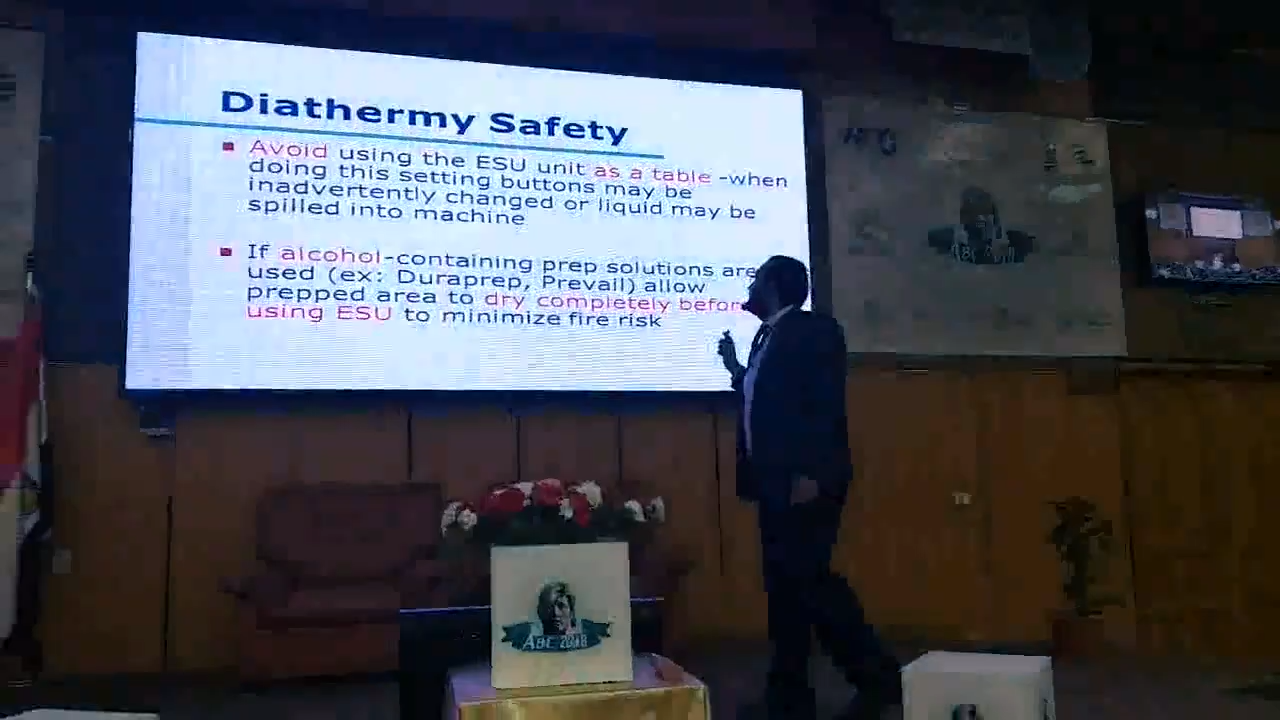 Diathermy Safety
Avoid using the ESU unit as a table -when
doing this setting buttons may be
inadvertently changed or liquid may be
spilled into machine
If alcohol-containing prep solutions are
used (ex: Duraprep, Prevail) allow
prepped area to dry completely before
using ESU to minimize fire risk
ABC 2018